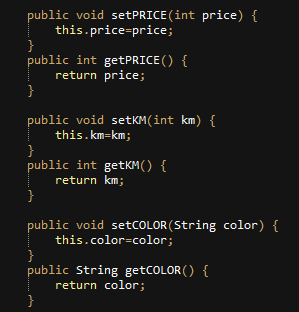 public void setPRICE(int price) {
this.price=price;
}
public int getPRICE() {
return price;
}
public void setKM(int km) {
this.km=km;
}
public int getKM() {
return km;
}
public void setCOLOR(String color) {
this.color=color;
}
public String getCOLOR() {
return color;
}